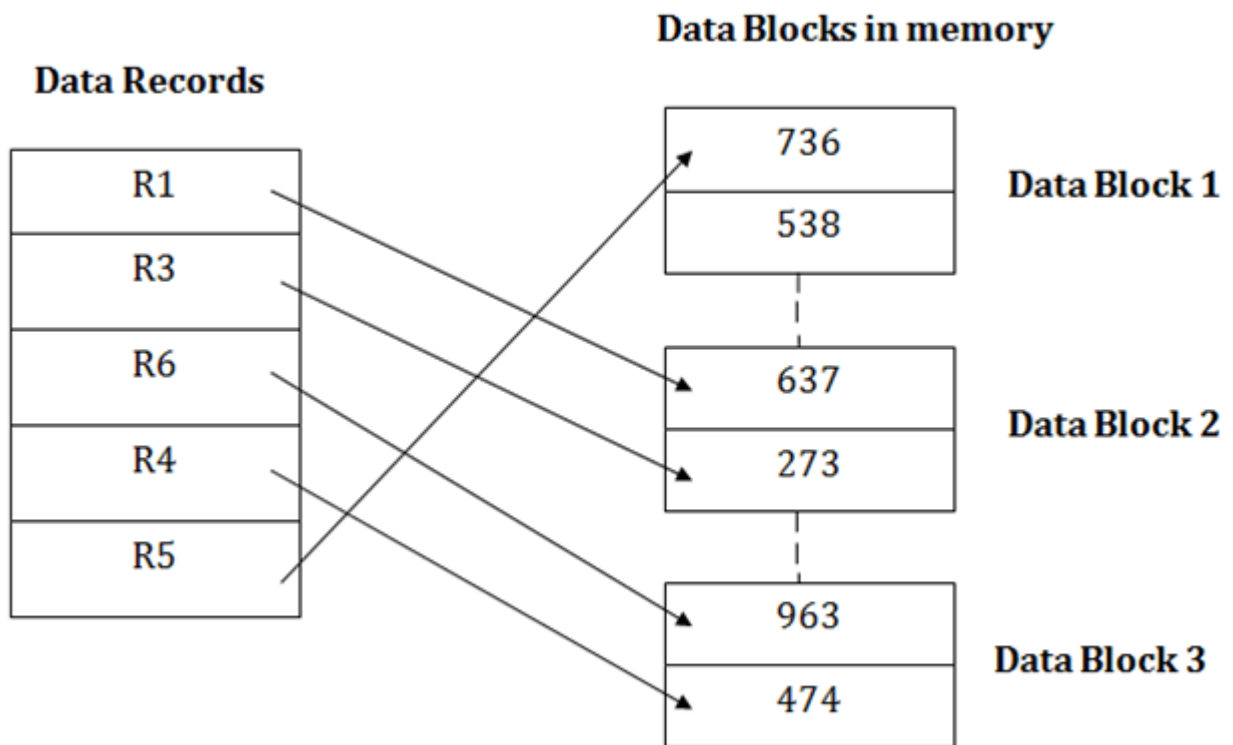 Data Blocks in memory
Data Records
R1
R3
R6
R4
R5
736
538
Data Block 1
637
273
Data Block 2
963
474
Data Block 3